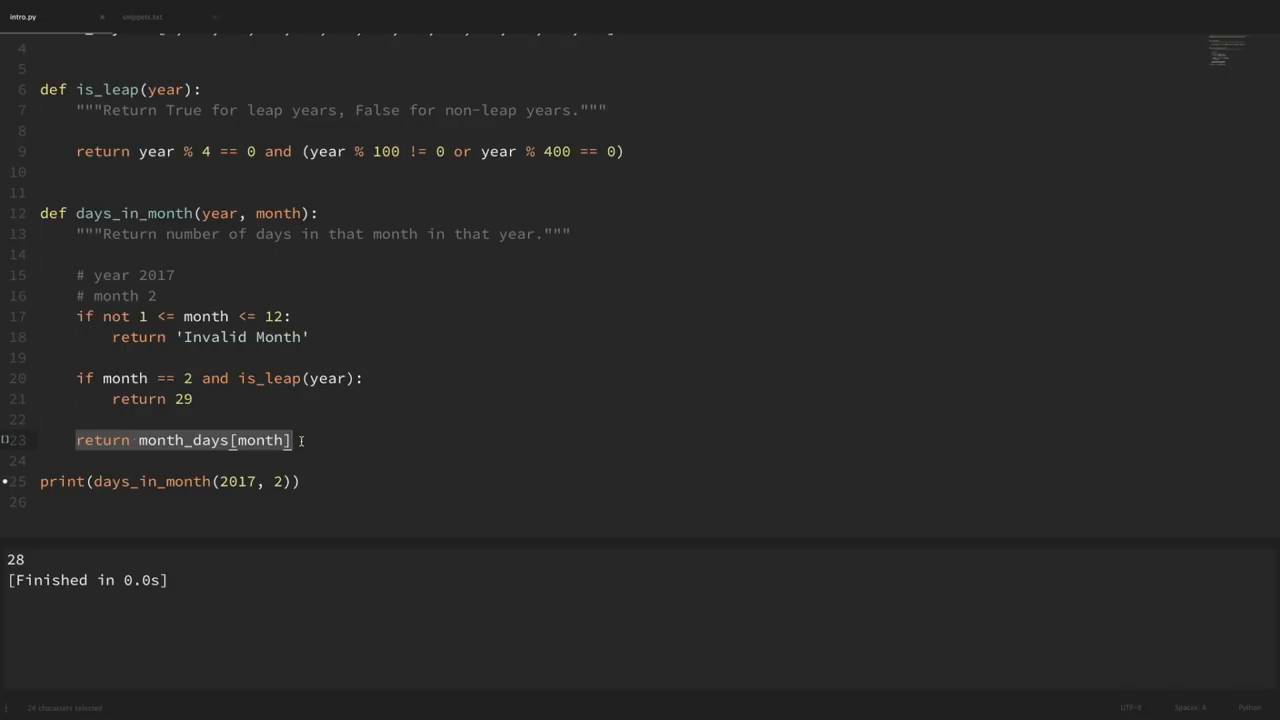 intro.py × snippets.txt ×
4
5
6 def is_leap(year):
7 """Return True for leap years, False for non-leap years."""
8
9 return year % 4 == 0 and (year % 100 != 0 or year % 400 == 0)
10
11
12 def days_in_month(year, month):
13 """Return number of days in that month in that year."""
14
15 # year 2017
16 # month 2
17 if not 1 <= month <= 12:
18 return 'Invalid Month'
19
20 if month == 2 and is_leap(year):
21 return 29
22
23 return month_days[month]
24
25 print(days_in_month(2017, 2))
26
28
[Finished in 0.0s]
24 characters selected UTF-8 Spaces: 4 Python